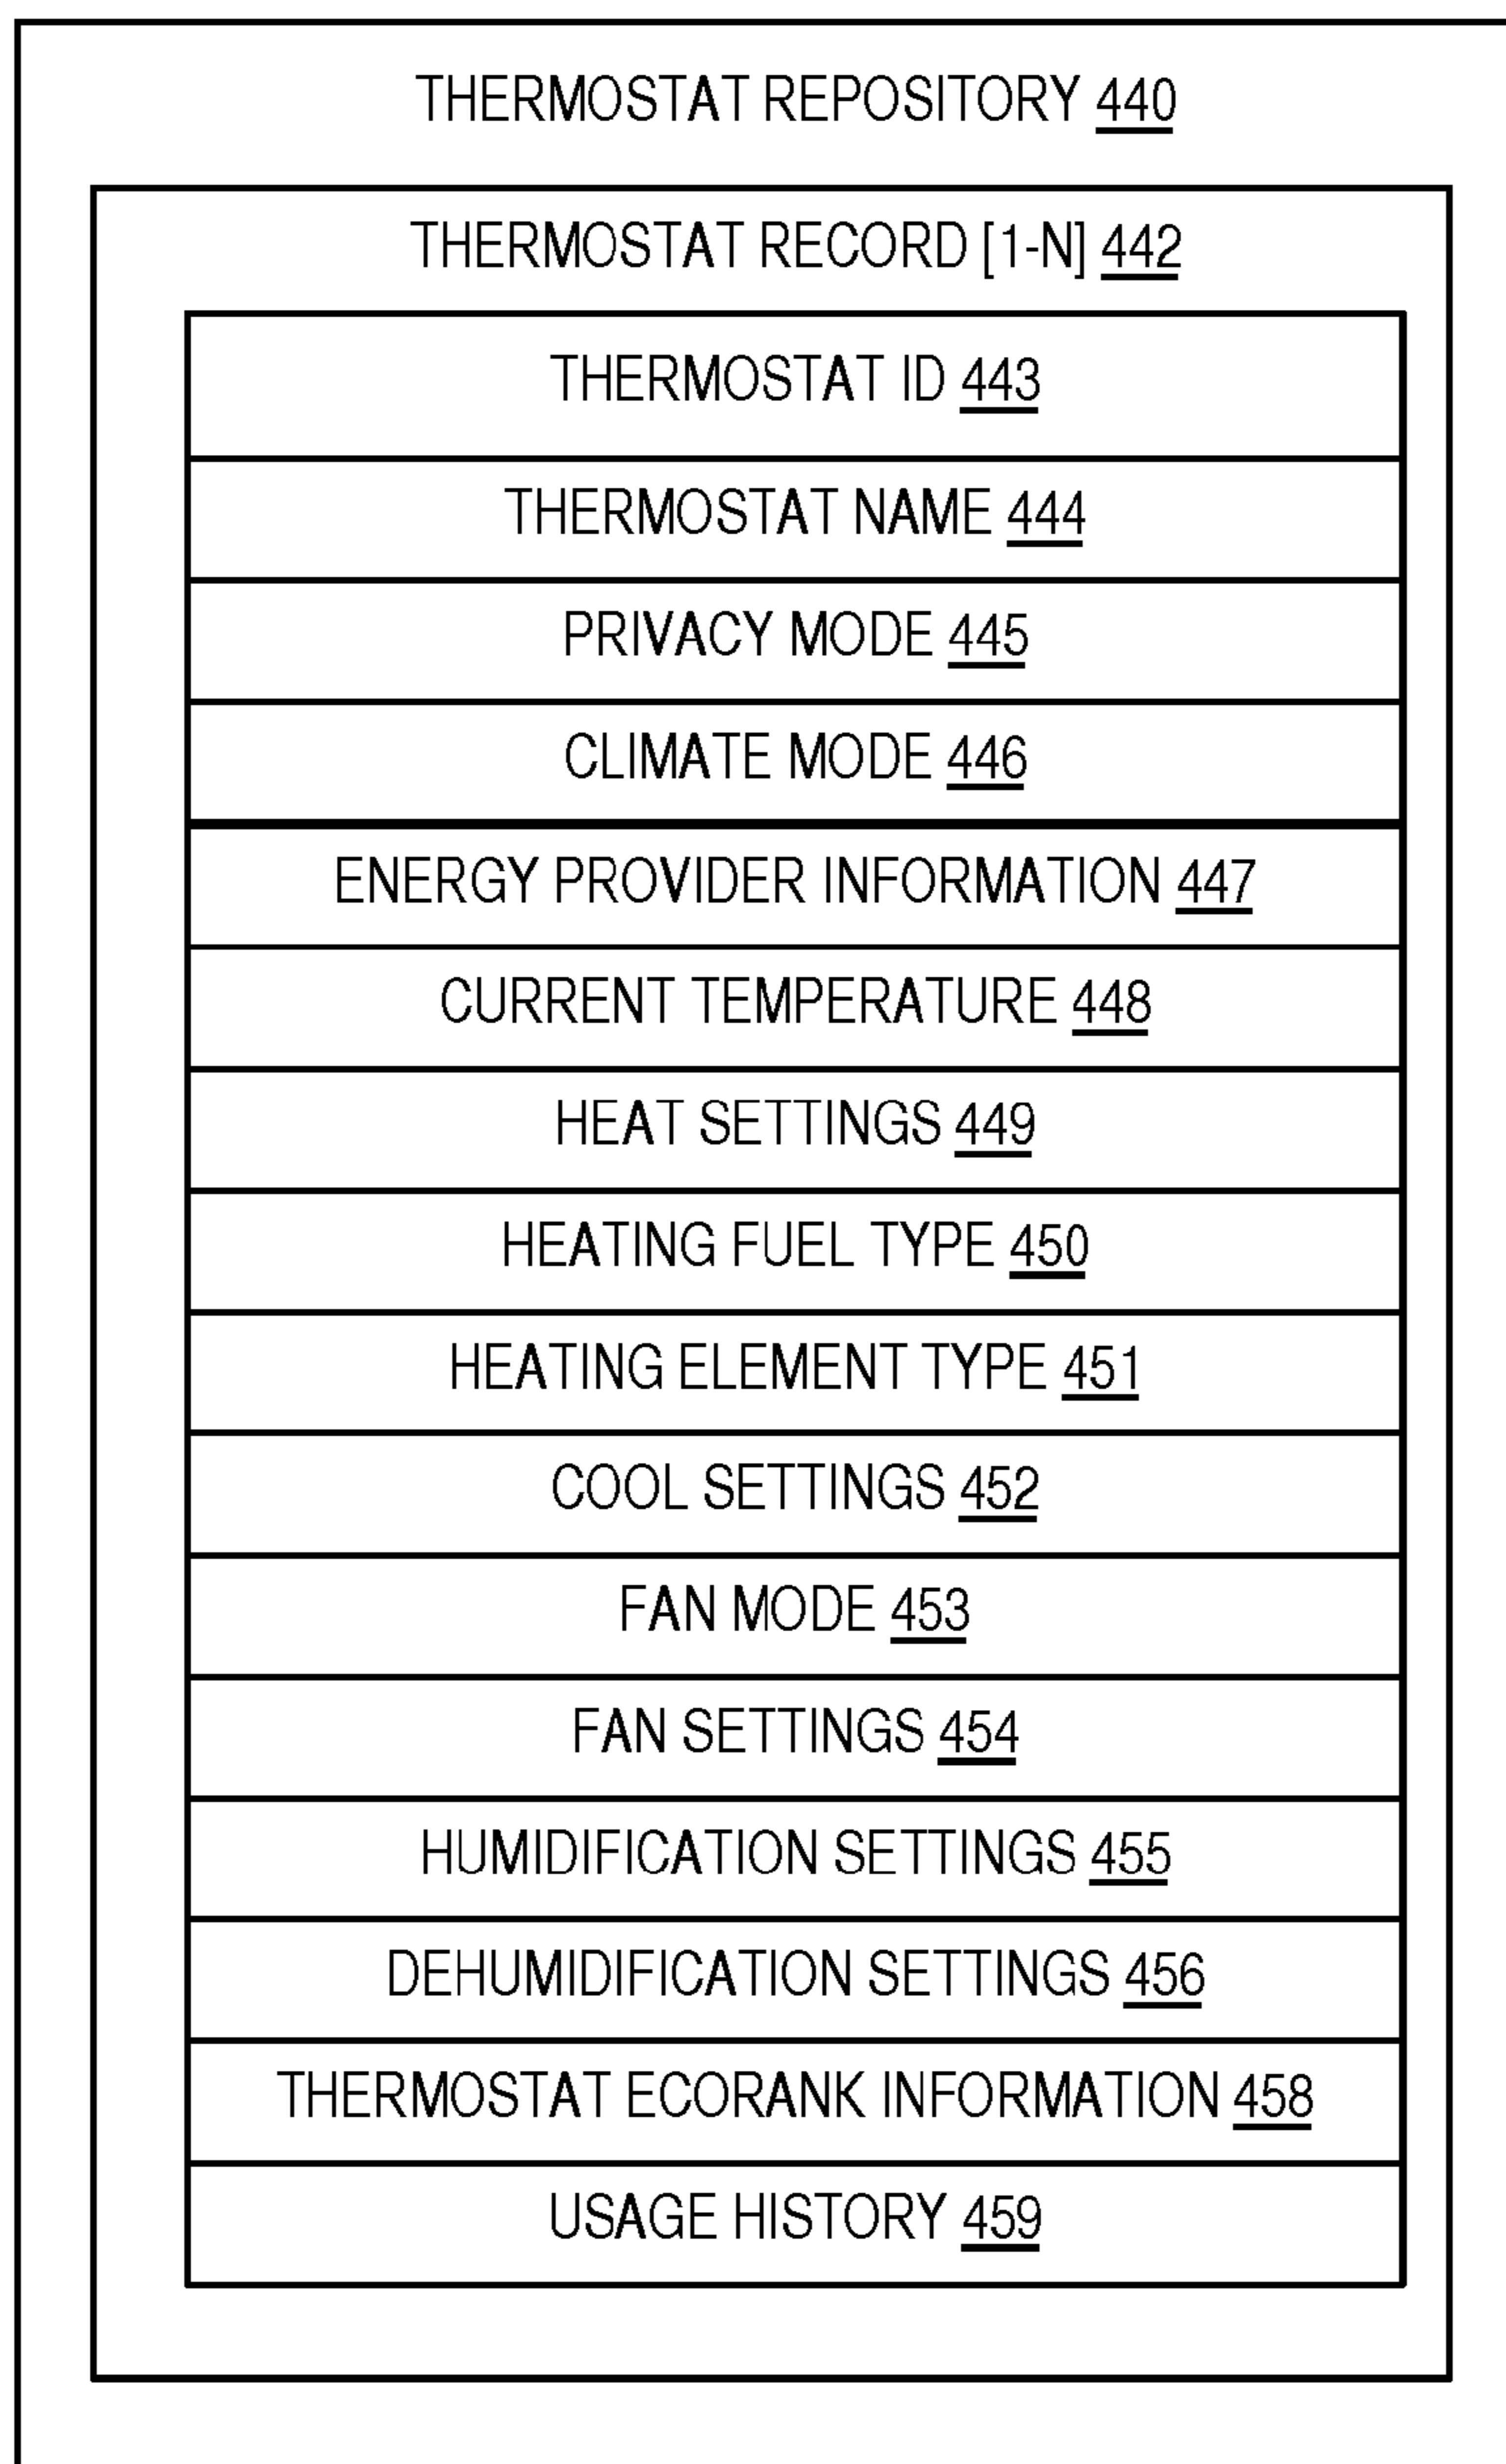 THERMOSTAT REPOSITORY 440
THERMOSTAT RECORD [1-N] 442
THERMOSTAT ID 443
THERMOSTAT NAME 444
PRIVACY MODE 445
CLIMATE MODE 446
ENERGY PROVIDER INFORMATION 447
CURRENT TEMPERATURE 448
HEAT SETTINGS 449
HEATING FUEL TYPE 450
HEATING ELEMENT TYPE 451
COOL SETTINGS 452
FAN MODE 453
FAN SETTINGS 454
HUMIDIFICATION SETTINGS 455
DEHUMIDIFICATION SETTINGS 456
THERMOSTAT ECORANK INFORMATION 458
USAGE HISTORY 459